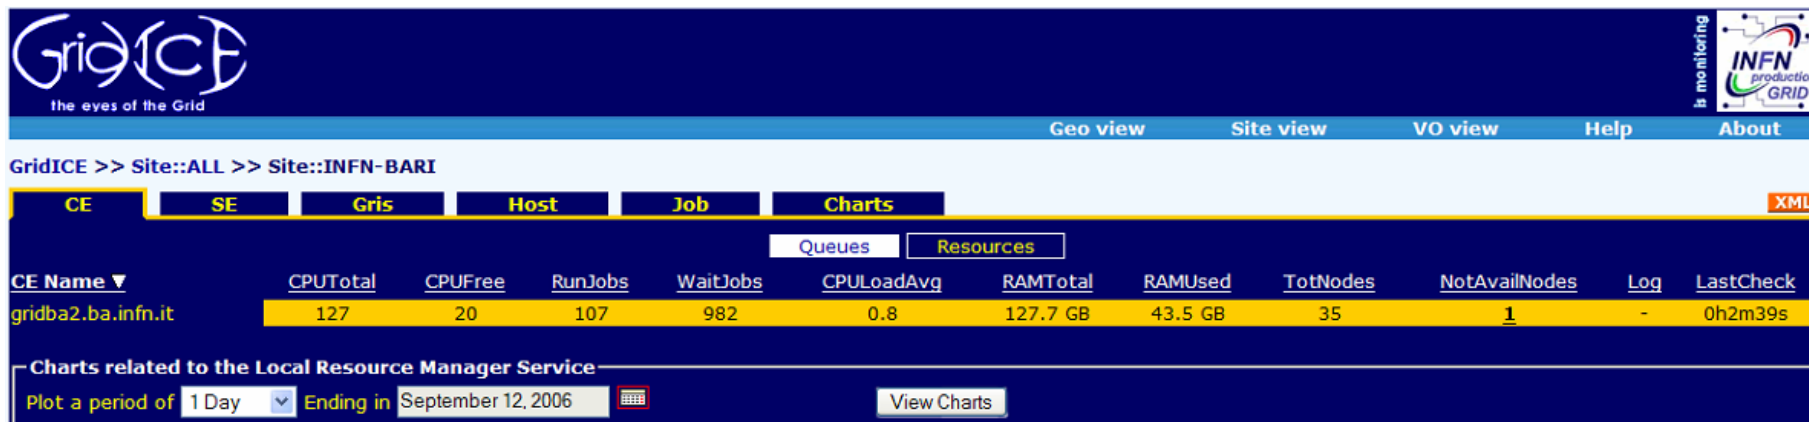 GridICE
the eyes of the Grid
is monitoring
INFN
productio
GRID
Geo view Site view VO view Help About
GridICE >> Site::ALL >> Site::INFN-BARI
CE SE Gris Host Job Charts XML
Queues Resources
CE Name ▼ CPUTotal CPUFree RunJobs WaitJobs CPULoadAvg RAMTotal RAMUsed TotNodes NotAvailNodes Log LastCheck
gridba2.ba.infn.it 127 20 107 982 0.8 127.7 GB 43.5 GB 35 1 - 0h2m39s
Charts related to the Local Resource Manager Service
Plot a period of 1 Day Ending in September 12, 2006 View Charts